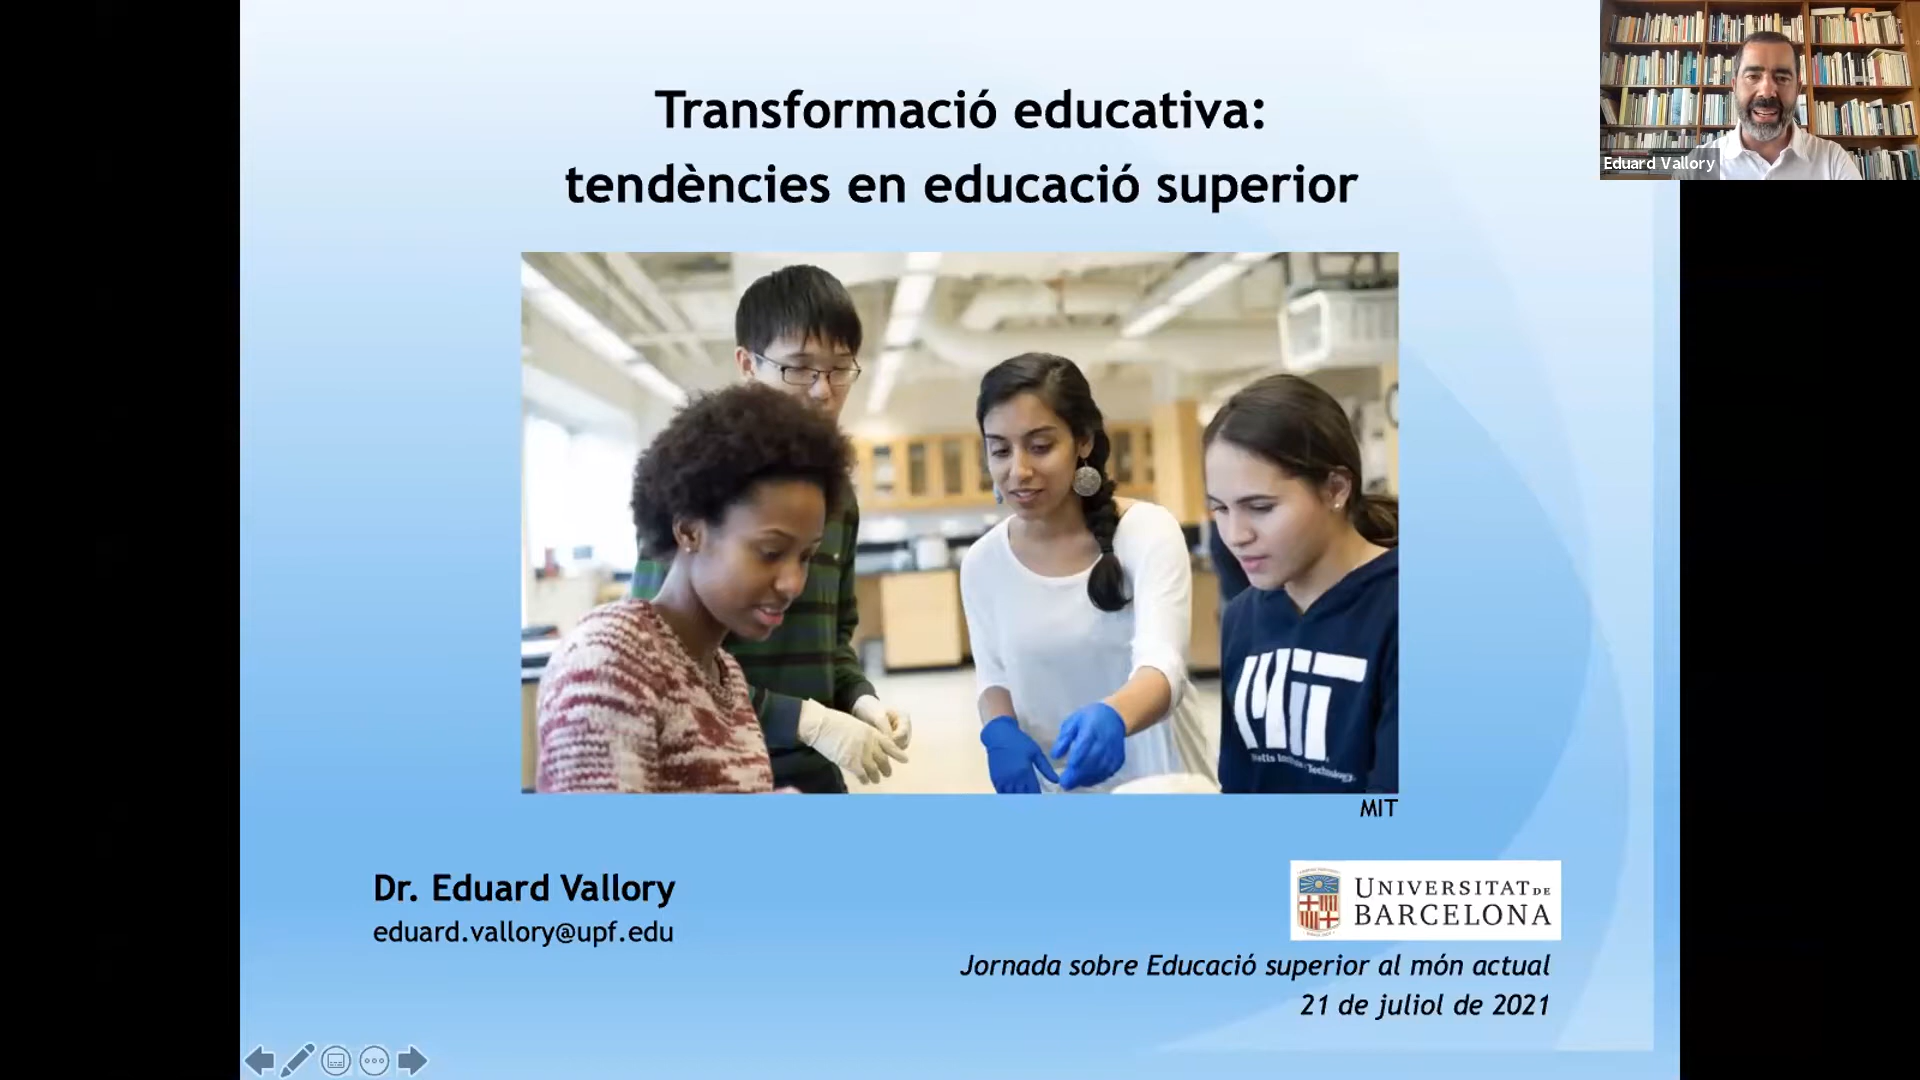 Transformació educativa:
tendències en educació superior
Eduard Vallory
MIT
MIT
Dr. Eduard Vallory
eduard.vallory@upf.edu
UNIVERSITAT DE
BARCELONA
Jornada sobre Educació superior al món actual
21 de juliol de 2021